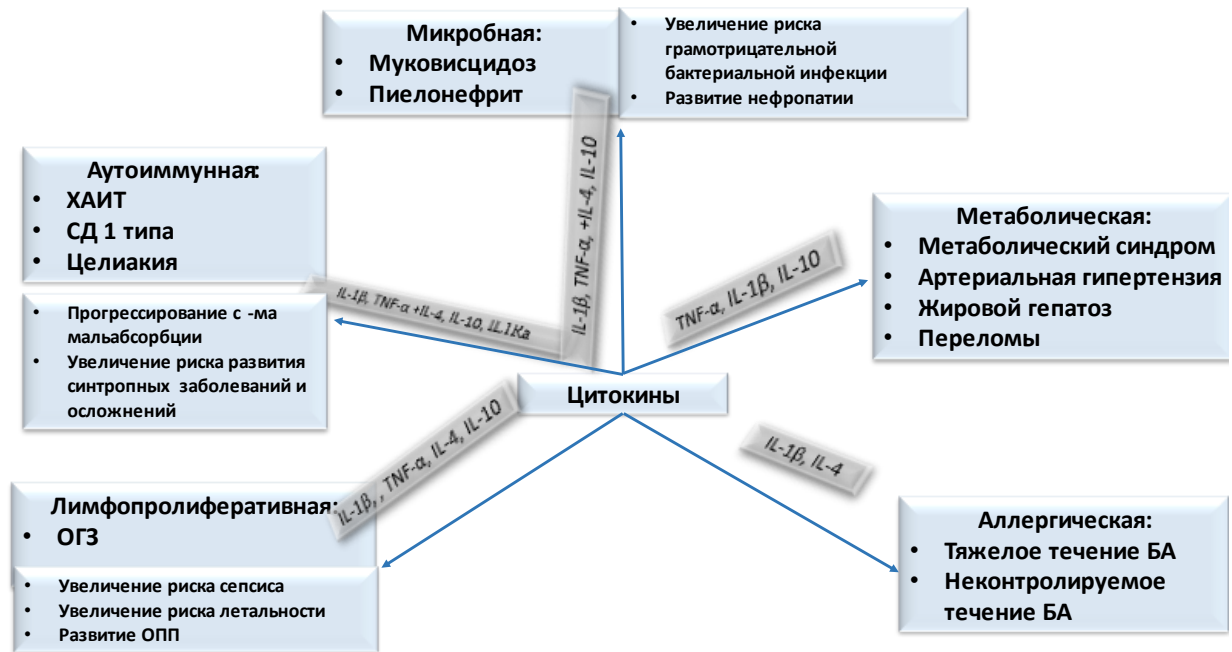 Микробная:
• Муковисцидоз
• Пиелонефрит
• Увеличение риска
грамотрицательной
бактериальной инфекции
• Развитие нефропатии
Аутоиммунная:
• ХАИТ
• СД 1 типа
• Целиакия
• Прогрессирование с -ма
мальабсорбции
• Увеличение риска развития
синтропных заболеваний и
осложнений
IL-1β, TNF-α +IL-4, IL-10, IL1Ra
IL-1β, TNF-α, +IL-4, IL-10
TNF-α, IL-1β, IL-10
Метаболическая:
• Метаболический синдром
• Артериальная гипертензия
• Жировой гепатоз
• Переломы
Цитокины
IL-1β, , TNF-α, IL-4, IL-10
IL-1β, IL-4
Лимфопролиферативная:
• ОГЗ
• Увеличение риска сепсиса
• Увеличение риска летальности
• Развитие ОПП
Аллергическая:
• Тяжелое течение БА
• Неконтролируемое
течение БА